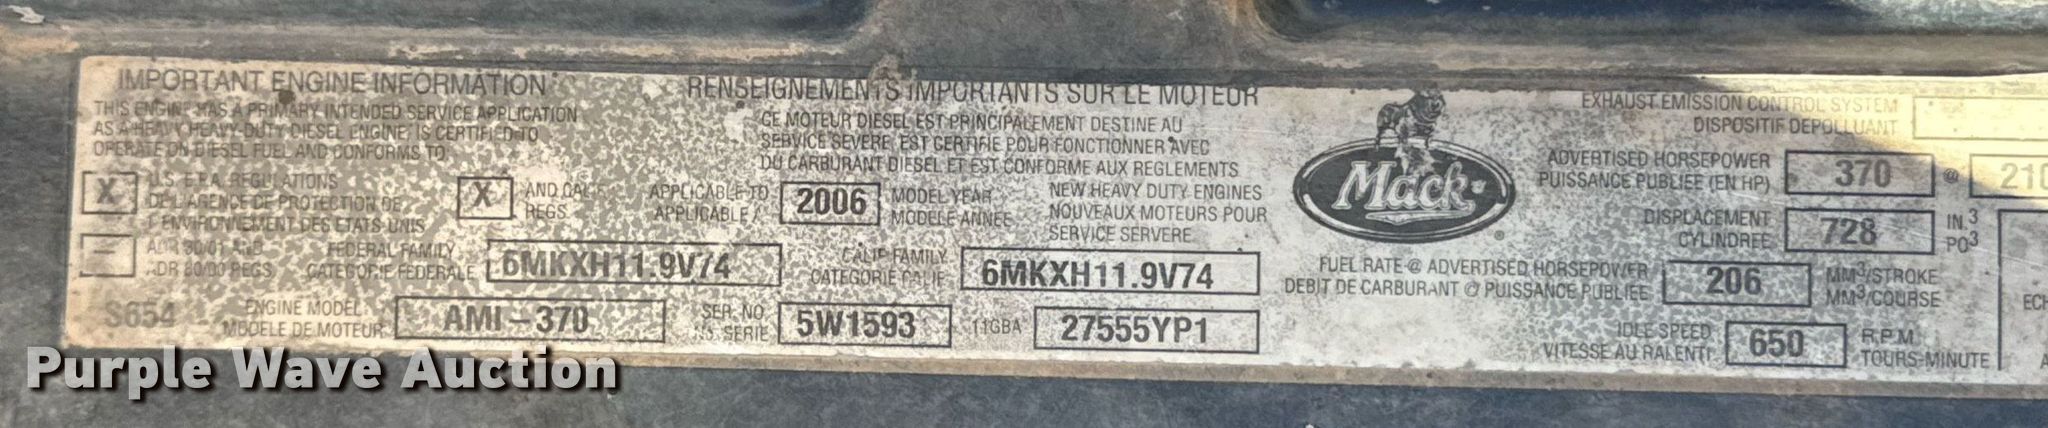 IMPORTANT ENGINE INFORMATION
THIS ENGINE HAS A PRIMARY INTENDED SERVICE APPLICATION
AS A HEAVY HEAVY-DUTY DIESEL ENGINE, IS CERTIFIED TO
OPERATE ON DIESEL FUEL AND CONFORMS TO
X U.S. E.P.A. REGULATIONS
DE L'AGENCE DE PROTECTION DE
L'ENVIRONNEMENT DES ETATS UNIS
X AND REGS.
ADR 30/01 AND
ADR 80/00 REGS
RENSEIGNEMENTS IMPORTANTS SUR LE MOTEUR
CE MOTEUR DIESEL EST PRINCIPALEMENT DESTINE AU
SERVICE SEVERE, EST CERTIFIE POUR FONCTIONNER AVEC
DU CARBURANT DIESEL ET EST CONFORME AUX REGLEMENTS
APPLICABLE TO
APPLICABLE A
2006
MODEL YEAR
MODELE ANNEE
NEW HEAVY DUTY ENGINES
NOUVEAUX MOTEURS POUR
SERVICE SERVERE
FEDERAL FAMILY
CATEGORIE FEDERALE
6MKXH11.9V74
CALIF FAMILY
CATEGORIE CALIF
6MKXH11.9V74
S654
ENGINE MODEL
MODELE DE MOTEUR
AMI-370
SER. NO.
NO. SERIE
5W1593
11GBA
27555YP1
Mack
EXHAUST EMISSION CONTROL SYSTEM
DISPOSITIF DEPOLLUANT
ADVERTISED HORSEPOWER
PUISSANCE PUBLIEE (EN HP)
370 @ 210
DISPLACEMENT
CYLINDREE
728
IN.3
PO3
FUEL RATE @ ADVERTISED HORSEPOWER
DEBIT DE CARBURANT @ PUISSANCE PUBLIEE
206
MM3/STROKE
MM3/COURSE
IDLE SPEED
VITESSE AU RALENTI
650
R.P.M.
TOURS-MINUTE
Purple Wave Auction